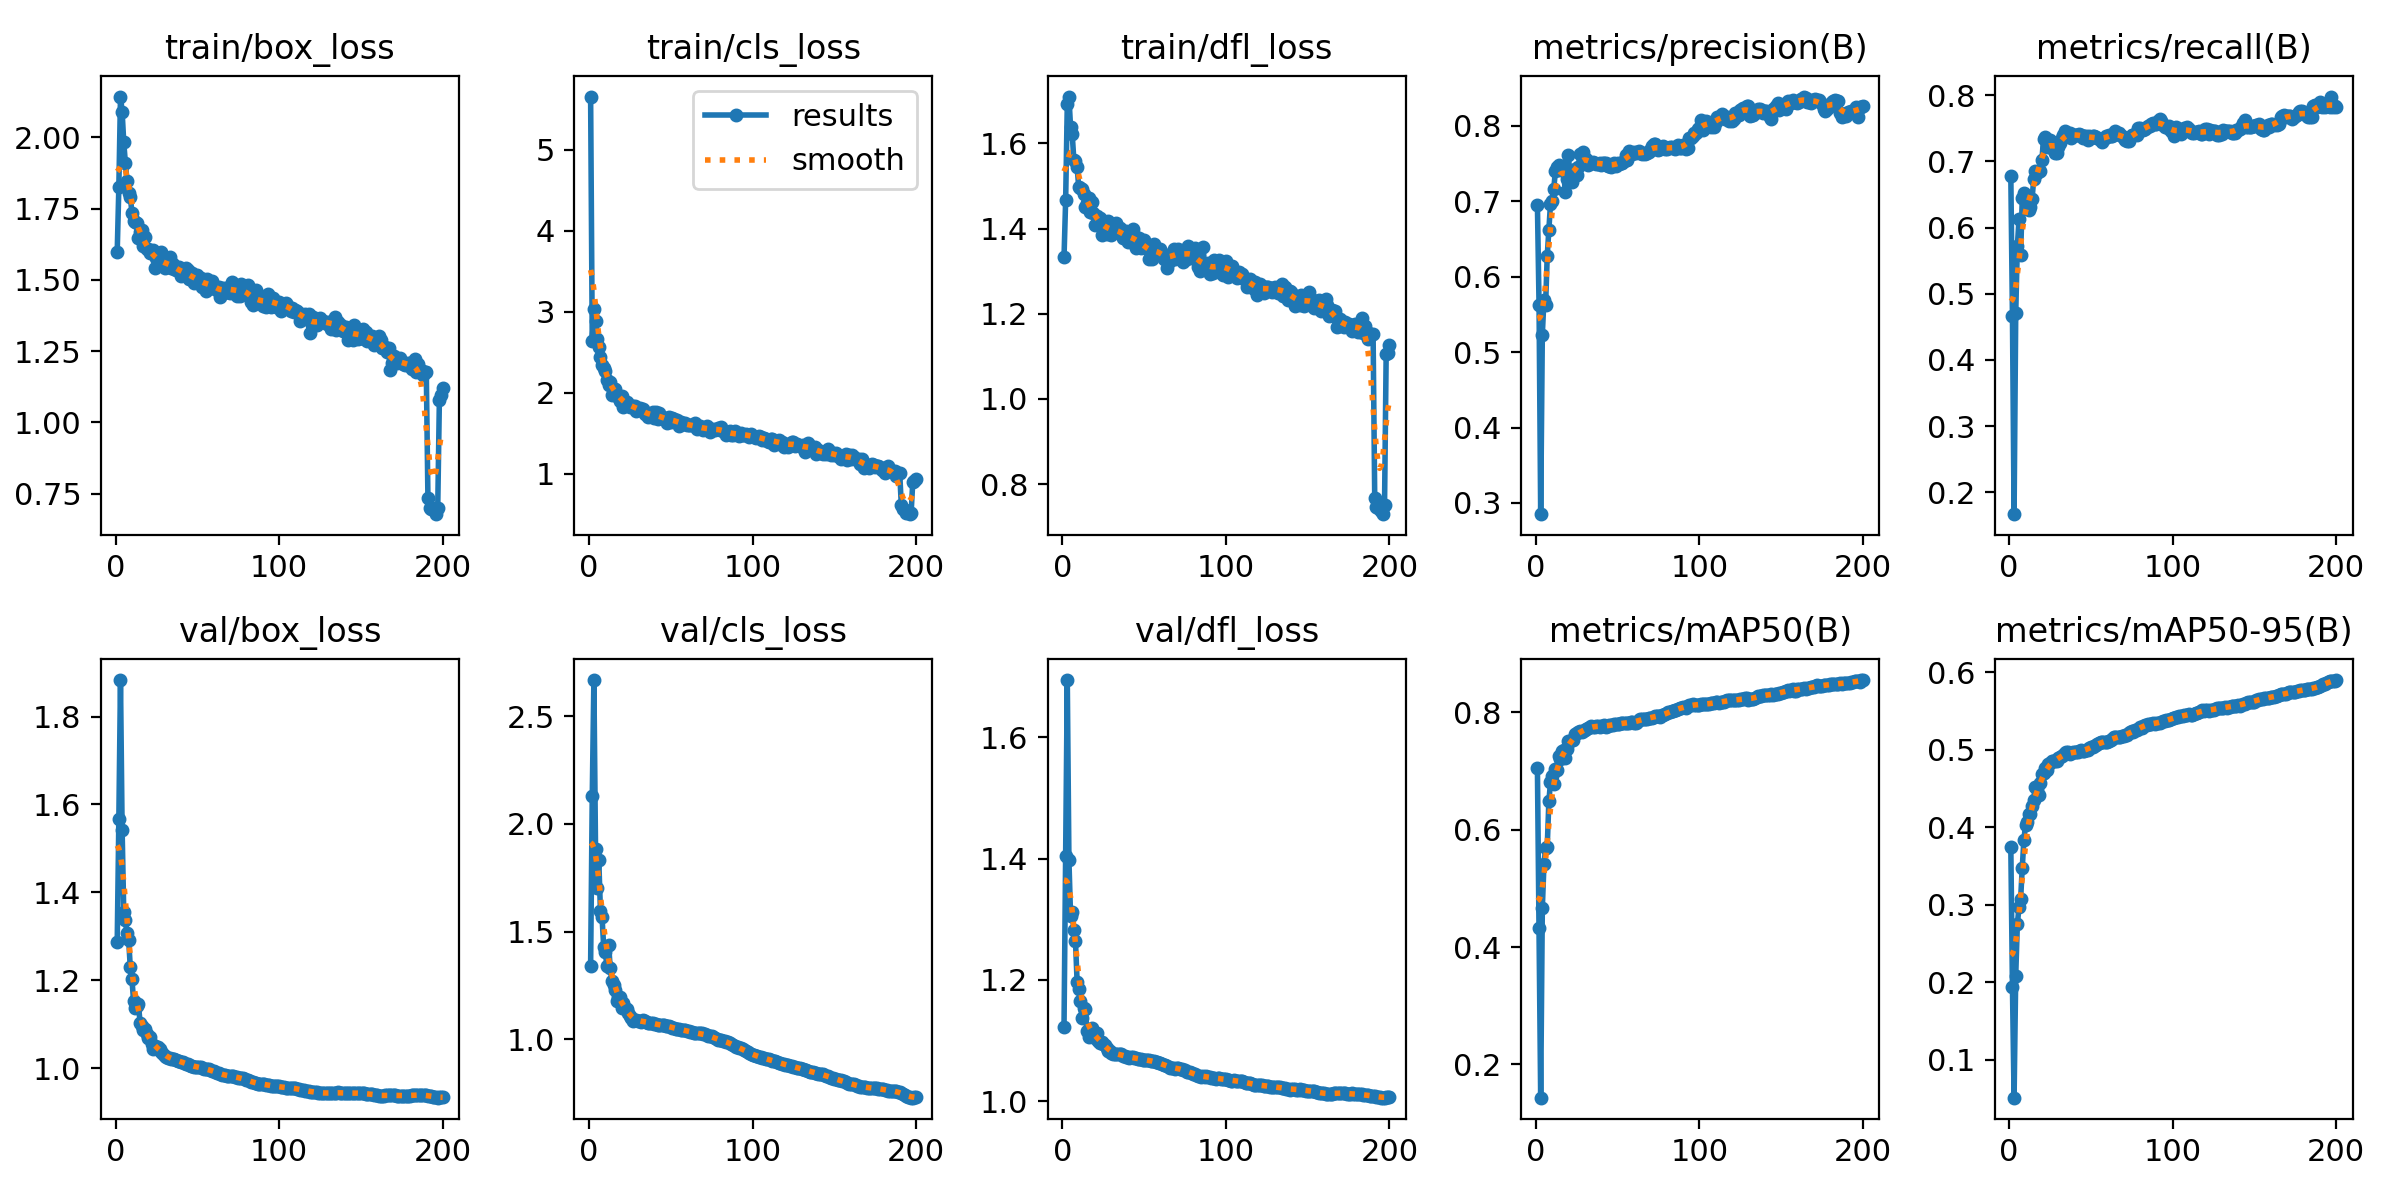 train/box_loss
2.00
1.75
1.50
1.25
1.00
0.75
0 100 200
train/cls_loss
results
smooth
5
4
3
2
1
0 100 200
train/dfl_loss
1.6
1.4
1.2
1.0
0.8
0 100 200
metrics/precision(B)
0.8
0.7
0.6
0.5
0.4
0.3
0 100 200
metrics/recall(B)
0.8
0.7
0.6
0.5
0.4
0.3
0.2
0 100 200
val/box_loss
1.8
1.6
1.4
1.2
1.0
0 100 200
val/cls_loss
2.5
2.0
1.5
1.0
0 100 200
val/dfl_loss
1.6
1.4
1.2
1.0
0 100 200
metrics/mAP50(B)
0.8
0.6
0.4
0.2
0 100 200
metrics/mAP50-95(B)
0.6
0.5
0.4
0.3
0.2
0.1
0 100 200